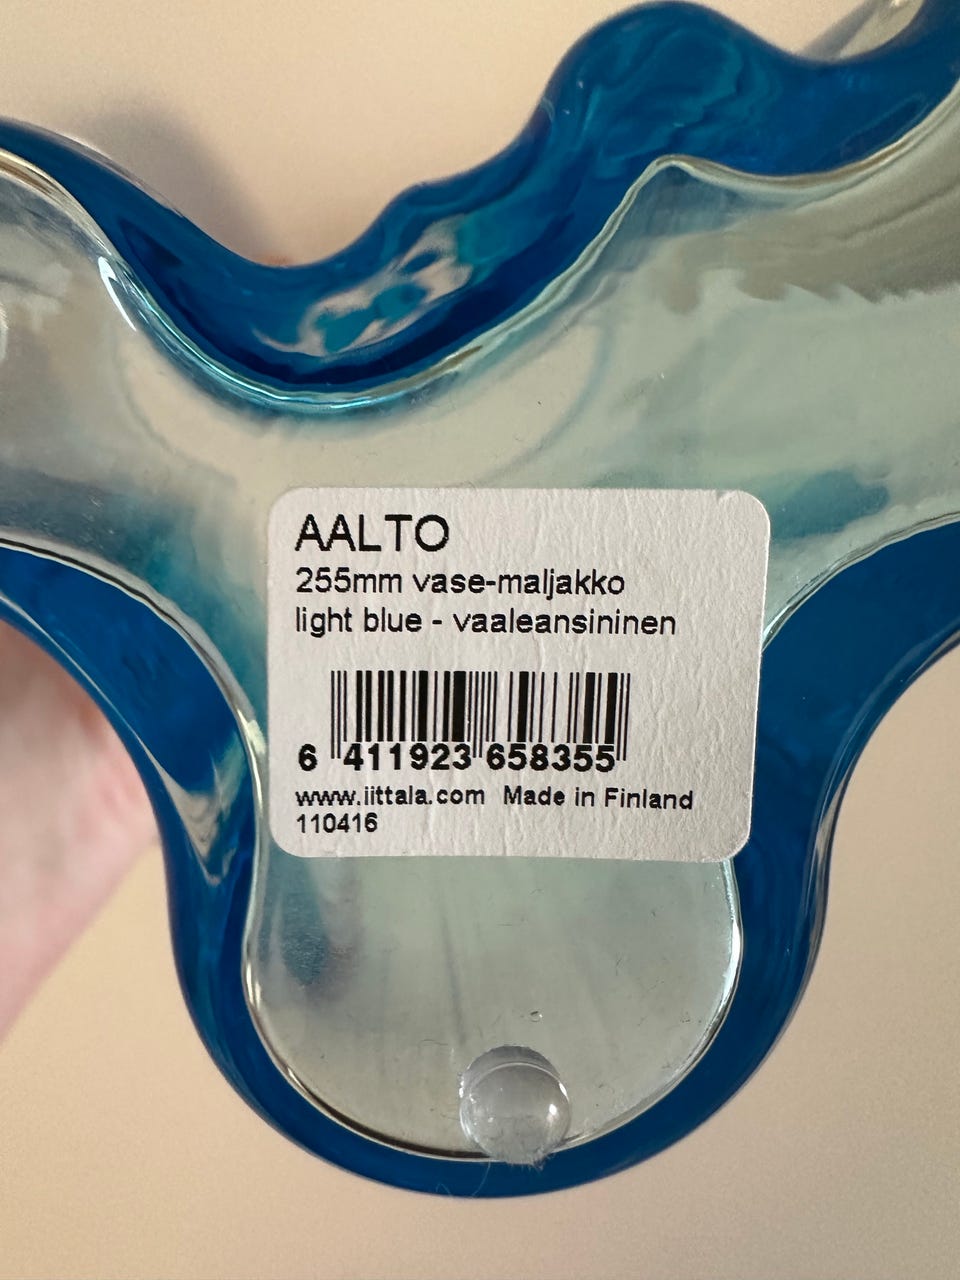 AALTO
255mm vase-maljakko
light blue - vaaleansininen
6 411923 658355
www.iittala.com Made in Finland
110416